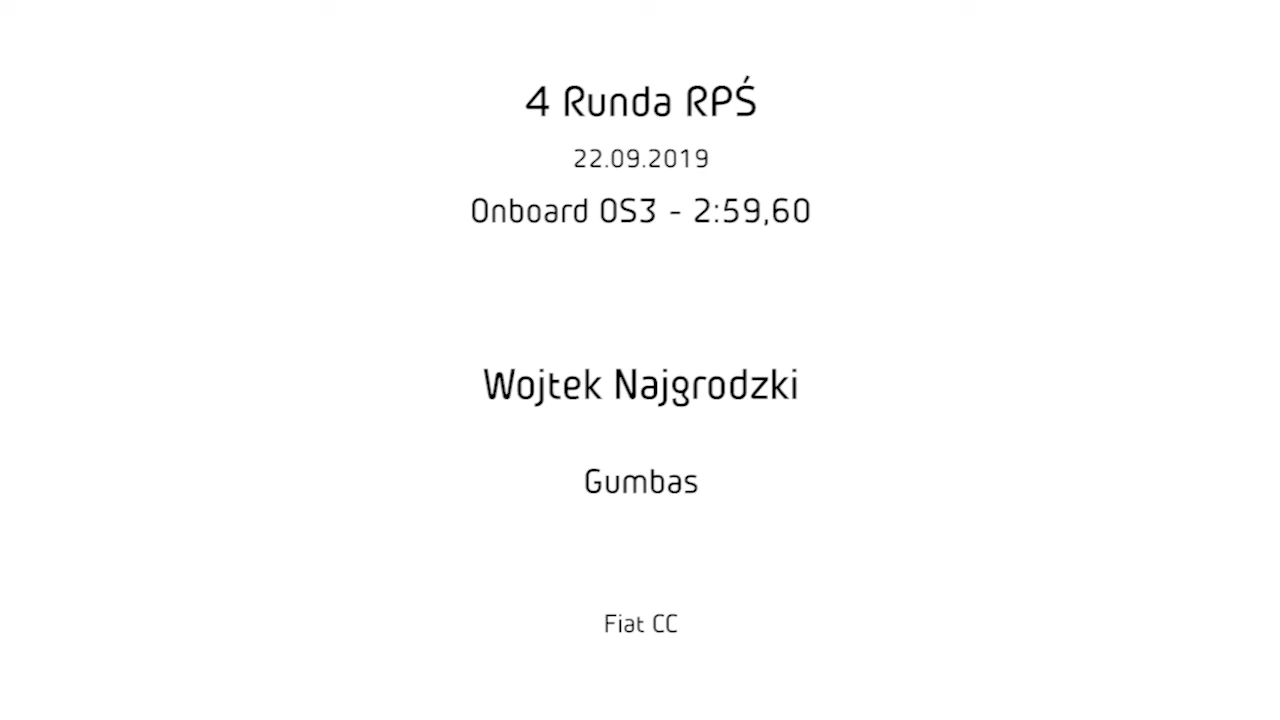 4 Runda RPŚ
22.09.2019
Onboard OS3 - 2:59,60
Wojtek Najgrodzki
Gumbas
Fiat CC